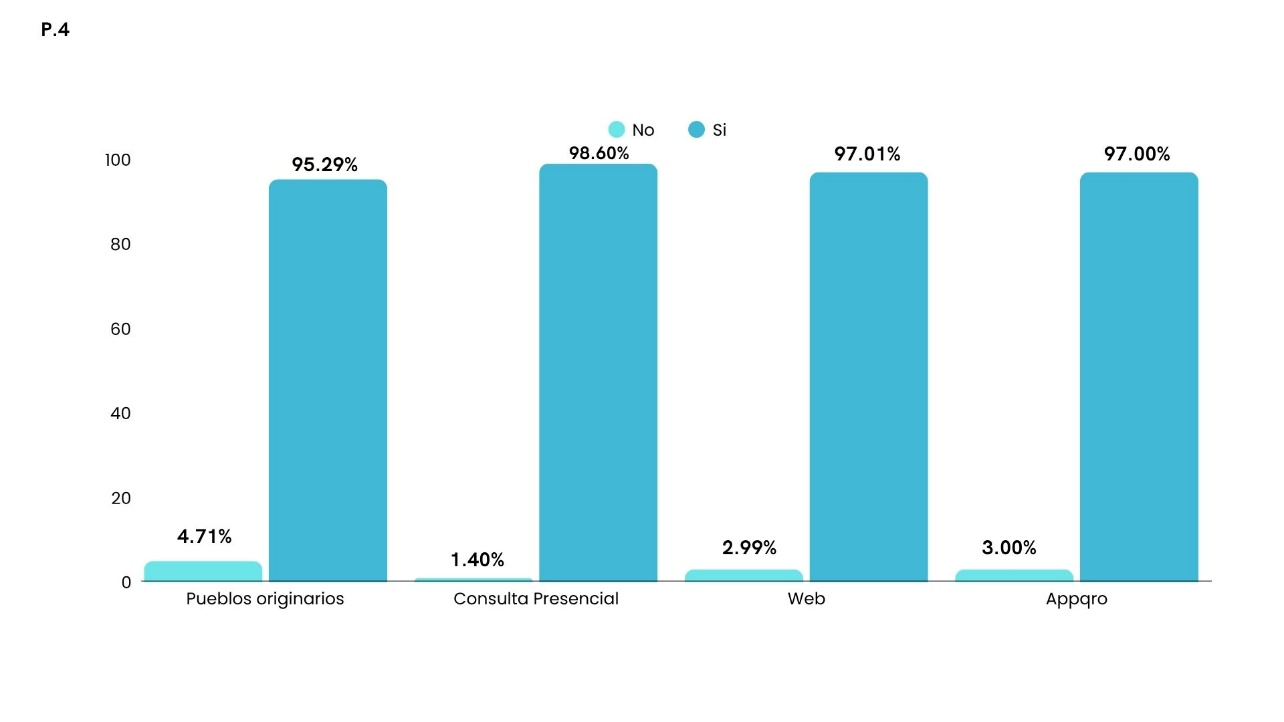 P.4
No Si
100
80
60
40
20
0
95.29%
98.60%
97.01%
97.00%
4.71%
1.40%
2.99%
3.00%
Pueblos originarios
Consulta Presencial
Web
Appqro